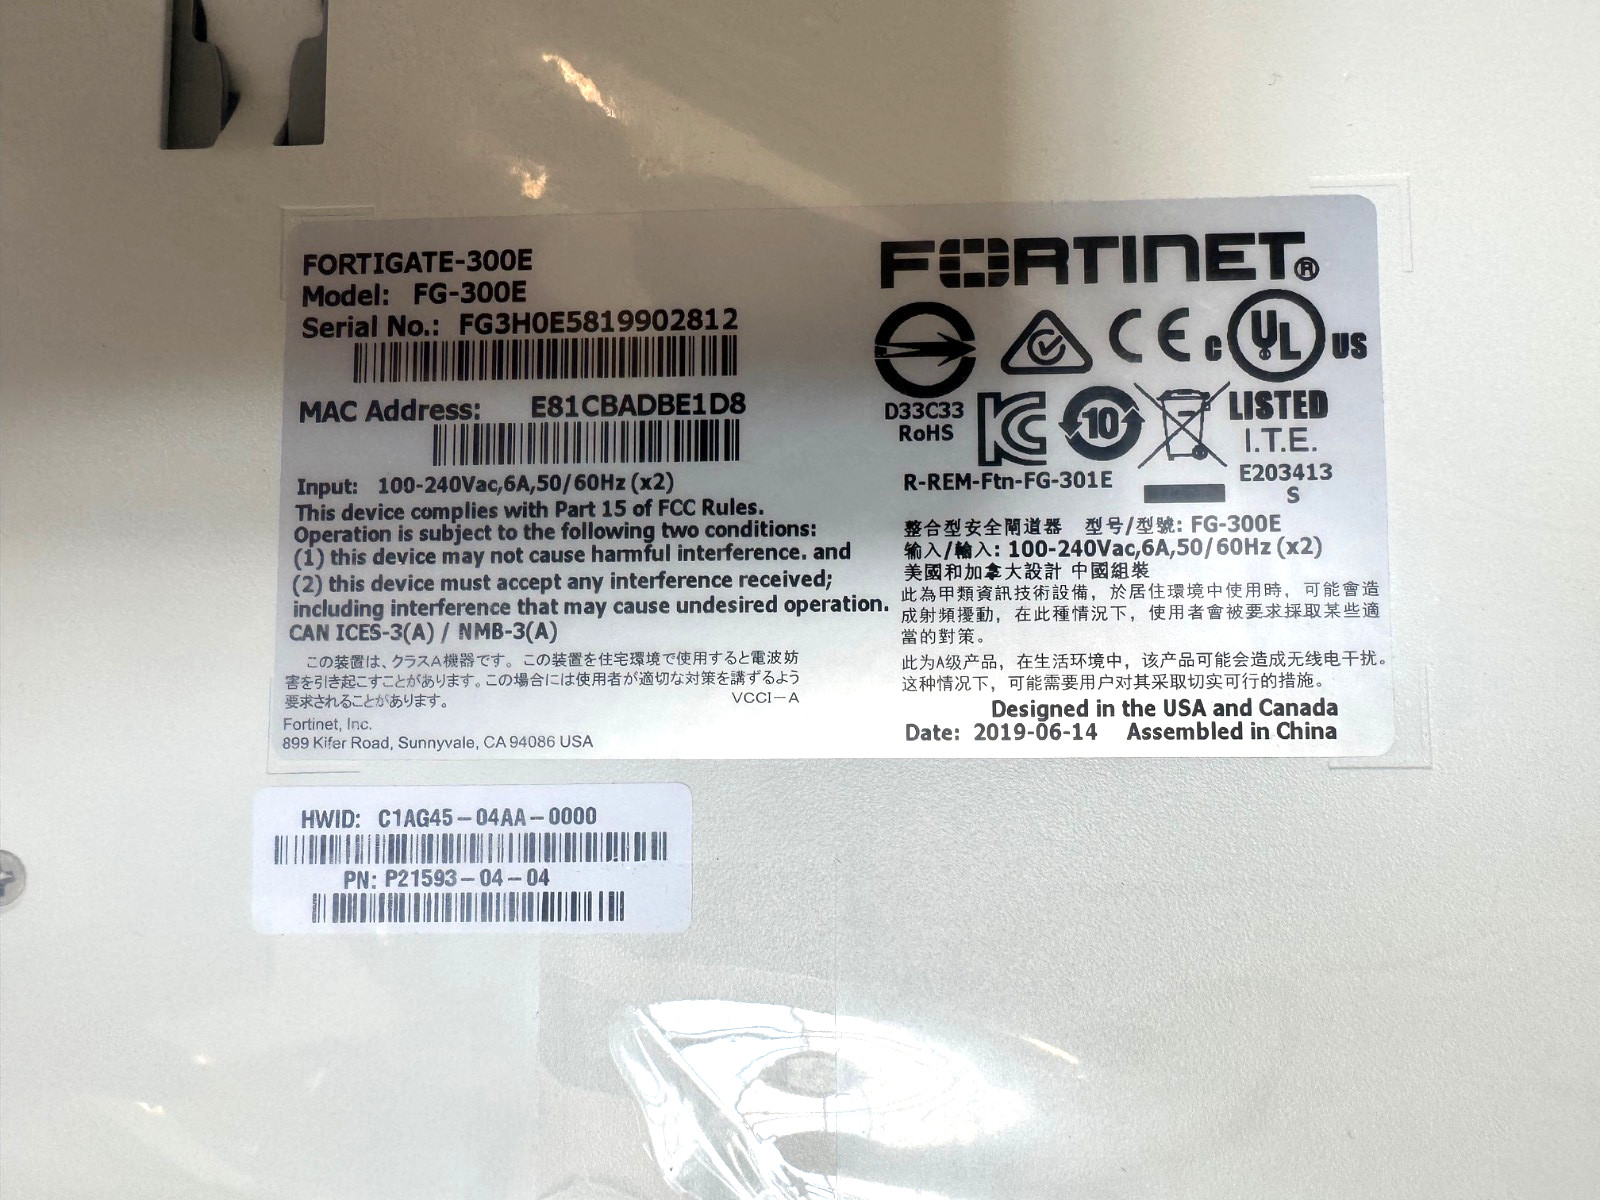 FORTIGATE-300E
Model: FG-300E
Serial No.: FG3H0E5819902812
MAC Address: E81CBADBE1D8
Input: 100-240Vac,6A,50/60Hz (x2)
This device complies with Part 15 of FCC Rules.
Operation is subject to the following two conditions:
(1) this device may not cause harmful interference. and
(2) this device must accept any interference received;
including interference that may cause undesired operation.
CAN ICES-3(A) / NMB-3(A)
この装置は、クラスA機器です。この装置を住宅環境で使用すると電波妨
害を引き起こすことがあります。この場合には使用者が適切な対策を講ずるよう
要求されることがあります。 VCCI-A
Fortinet, Inc.
899 Kifer Road, Sunnyvale, CA 94086 USA
FORTINET®
CE
C UL US
D33C33
RoHS
KC
10
LISTED
I.T.E.
E203413
S
R-REM-Ftn-FG-301E
整合型安全閘道器 型号/型號: FG-300E
输入/輸入: 100-240Vac,6A,50/60Hz (x2)
美國和加拿大設計 中國組裝
此為甲類資訊技術設備，於居住環境中使用時，可能會造
成射頻擾動，在此種情況下，使用者會被要求採取某些適
當的對策。
此为A级产品，在生活环境中，该产品可能会造成无线电干扰。
这种情况下，可能需要用户对其采取切实可行的措施。
Designed in the USA and Canada
Date: 2019-06-14 Assembled in China
HWID: C1AG45-04AA-0000
PN: P21593-04-04